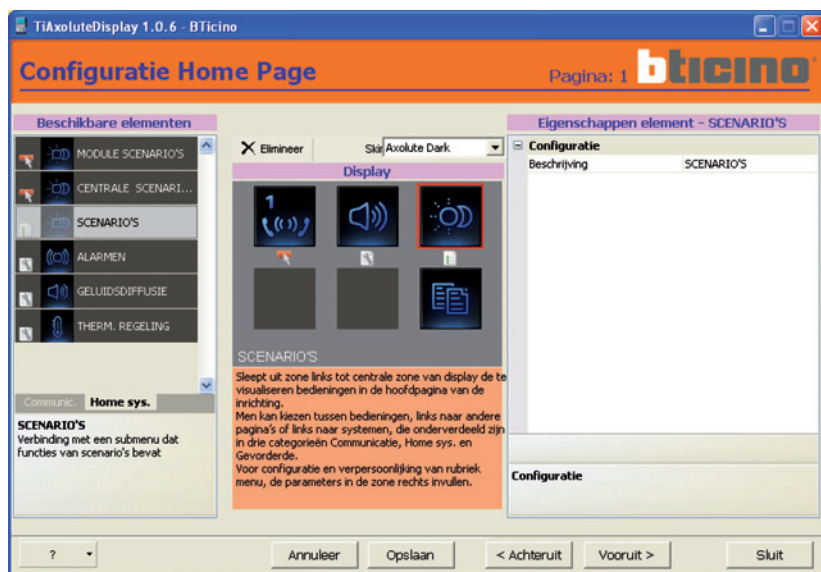 TiAxoluteDisplay 1.0.6 - BTicino
Configuratie Home Page
Pagina: 1
bticino
Beschikbare elementen
MODULE SCENARIO'S
CENTRALE SCENARI...
SCENARIO'S
ALARMEN
GELUIDSDIFFUSIE
THERM. REGELING
Communic.
Home sys.
SCENARIO'S
Verbinding met een submenu dat
functies van scenario's bevat
Elimineer
Skin
Axolute Dark
Display
1
SCENARIO'S
Sleept uit zone links tot centrale zone van display de te
visualiseren bedieningen in de hoofdpagina van de
inrichting.
Men kan kiezen tussen bedieningen, links naar andere
pagina's of links naar systemen, die onderverdeeld zijn
in drie categorieën Communicatie, Home sys. en
Gevorderde.
Voor configuratie en verpersoonlijking van rubriek
menu, de parameters in de zone rechts invullen.
Eigenschappen element - SCENARIO'S
Configuratie
Beschrijving
SCENARIO'S
Configuratie
?
Annuleer
Opslaan
< Achteruit
Vooruit >
Sluit